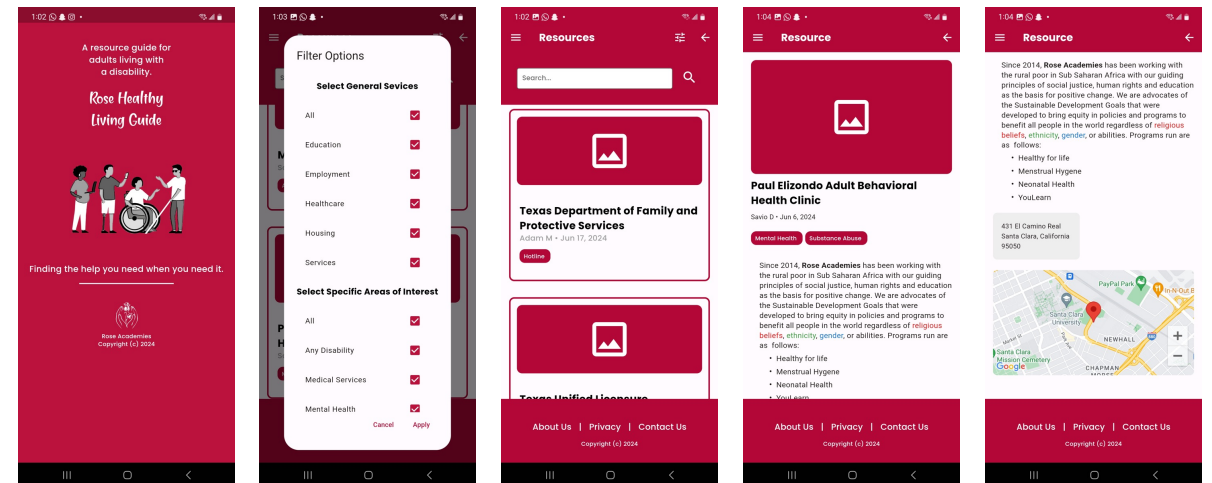 1:02
A resource guide for
adults living with
a disability.
Rose Healthy
Living Guide
Finding the help you need when you need it.
Rose Academies
Copyright (c) 2024
1:03
Filter Options
Select General Sevices
All
Education
Employment
Healthcare
Housing
Services
Select Specific Areas of Interest
All
Any Disability
Medical Services
Mental Health
Cancel Apply
1:02
Resources
Search...
Texas Department of Family and
Protective Services
Adam M • Jun 17, 2024
Hotline
Texas Unified Licensure
About Us | Privacy | Contact Us
Copyright (c) 2024
1:04
Resource
Paul Elizondo Adult Behavioral
Health Clinic
Savio D • Jun 6, 2024
Mental Health Substance Abuse
Since 2014, Rose Academies has been working with
the rural poor in Sub Saharan Africa with our guiding
principles of social justice, human rights and education
as the basis for positive change. We are advocates of
the Sustainable Development Goals that were
developed to bring equity in policies and programs to
benefit all people in the world regardless of religious
beliefs, ethnicity, gender, or abilities. Programs run are
as follows:
• Healthy for life
• Menstrual Hygene
• Neonatal Health
• YouLearn
About Us | Privacy | Contact Us
Copyright (c) 2024
1:04
Resource
Since 2014, Rose Academies has been working with
the rural poor in Sub Saharan Africa with our guiding
principles of social justice, human rights and education
as the basis for positive change. We are advocates of
the Sustainable Development Goals that were
developed to bring equity in policies and programs to
benefit all people in the world regardless of religious
beliefs, ethnicity, gender, or abilities. Programs run are
as follows:
• Healthy for life
• Menstrual Hygene
• Neonatal Health
• YouLearn
431 El Camino Real
Santa Clara, California
95050
PayPal Park
In-N-Out B
Santa Clara
University
Market St
Park Ave
NEWHALL
Santa Clara
Mission Cemetery
Google
CHAPMAN
MORSE
About Us | Privacy | Contact Us
Copyright (c) 2024